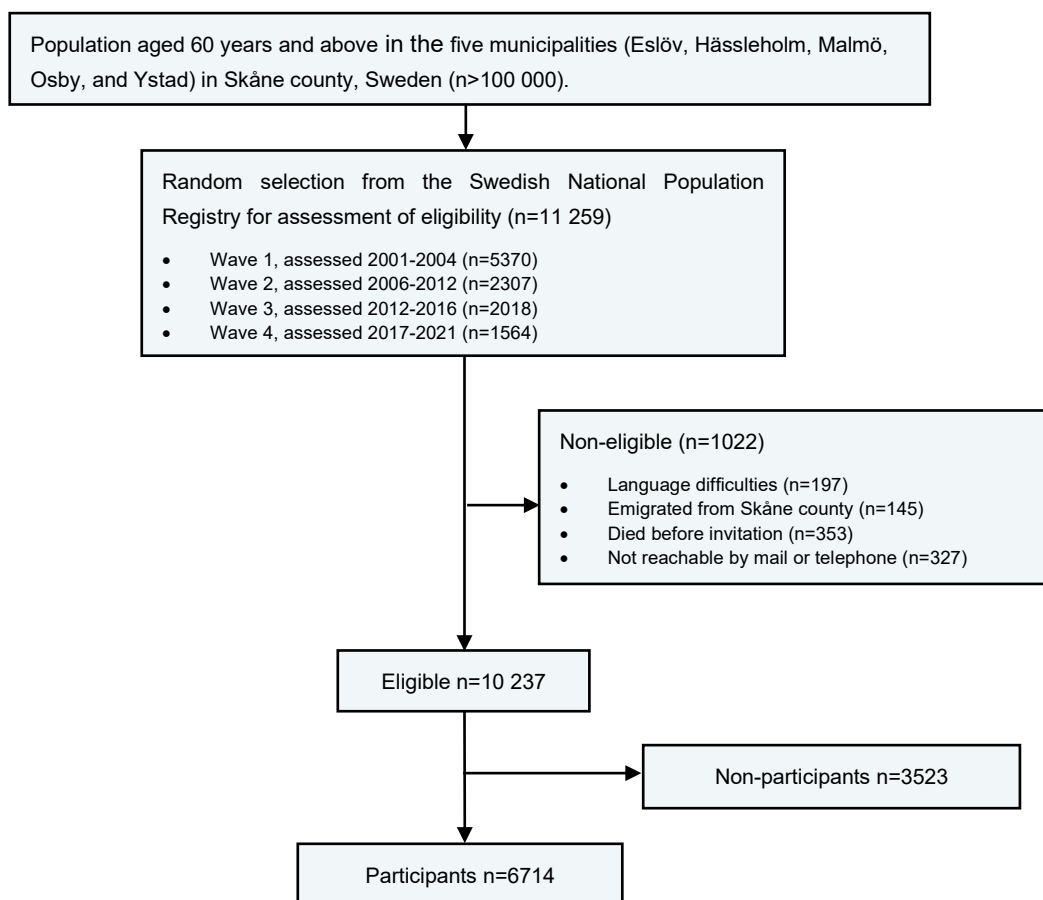 Population aged 60 years and above in the five municipalities (Eslöv, Hässleholm, Malmö,
Osby, and Ystad) in Skåne county, Sweden (n>100 000).
Random selection from the Swedish National Population
Registry for assessment of eligibility (n=11 259)
• Wave 1, assessed 2001-2004 (n=5370)
• Wave 2, assessed 2006-2012 (n=2307)
• Wave 3, assessed 2012-2016 (n=2018)
• Wave 4, assessed 2017-2021 (n=1564)
Non-eligible (n=1022)
• Language difficulties (n=197)
• Emigrated from Skåne county (n=145)
• Died before invitation (n=353)
• Not reachable by mail or telephone (n=327)
Eligible n=10 237
Non-participants n=3523
Participants n=6714